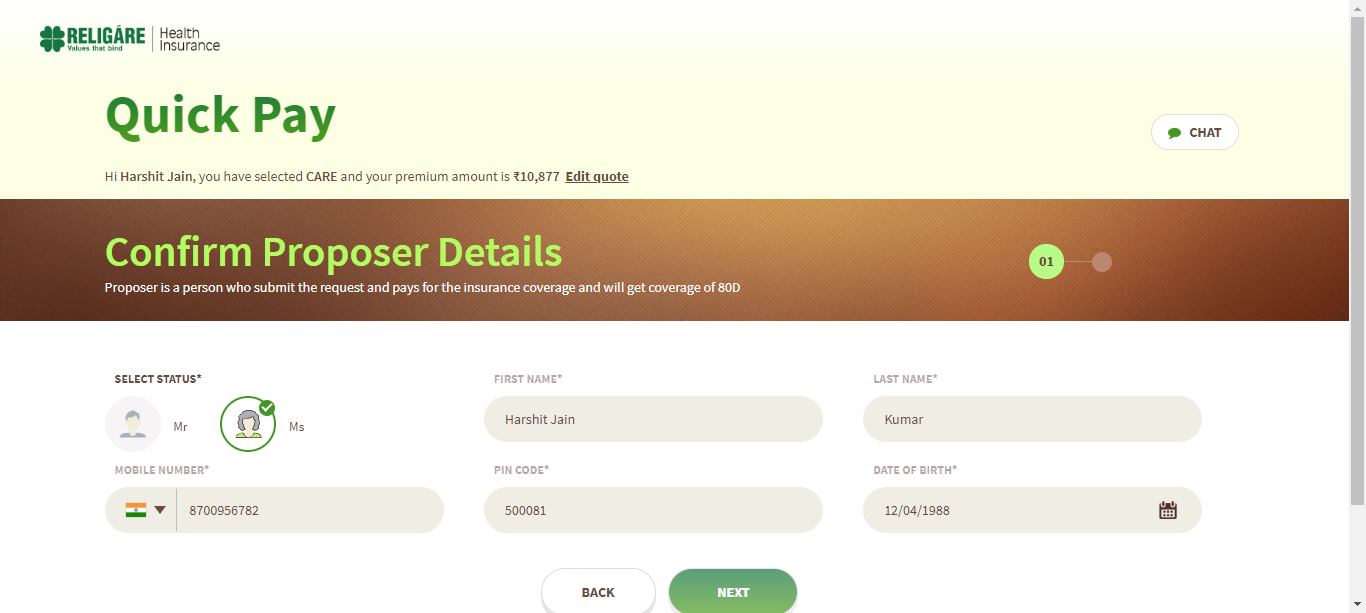 RELIGÁRE Health
Values that bind Insurance
Quick Pay
CHAT
Hi Harshit Jain, you have selected CARE and your premium amount is ₹10,877 Edit quote
Confirm Proposer Details
01
Proposer is a person who submit the request and pays for the insurance coverage and will get coverage of 80D
SELECT STATUS* FIRST NAME* LAST NAME*
Mr Ms Harshit Jain Kumar
MOBILE NUMBER* PIN CODE* DATE OF BIRTH*
8700956782 500081 12/04/1988
BACK NEXT